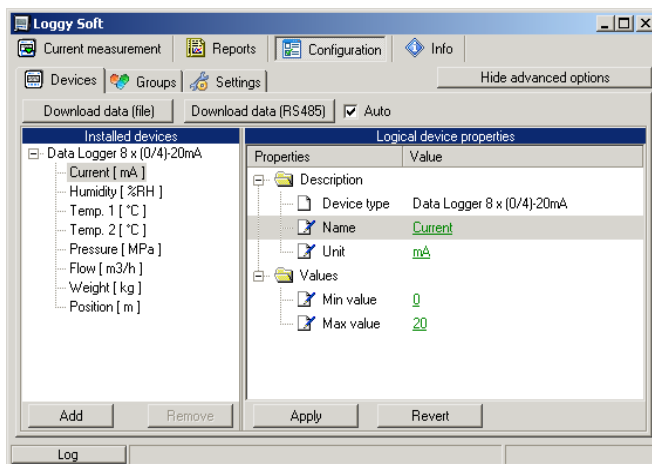 Loggy Soft
Current measurement Reports Configuration Info
Devices Groups Settings Hide advanced options
Download data (file) Download data (RS485) Auto
Installed devices
Data Logger 8 x (0/4)-20mA
Current [ mA ]
Humidity [ %RH ]
Temp. 1 [ °C ]
Temp. 2 [ °C ]
Pressure [ MPa ]
Flow [ m3/h ]
Weight [ kg ]
Position [ m ]
Add Remove
Logical device properties
Properties Value
Description
Device type Data Logger 8 x (0/4)-20mA
Name Current
Unit mA
Values
Min value 0
Max value 20
Apply Revert
Log